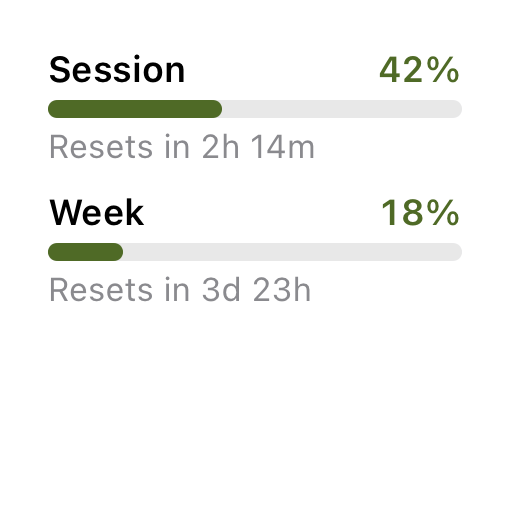 Session 42%
Resets in 2h 14m
Week 18%
Resets in 3d 23h